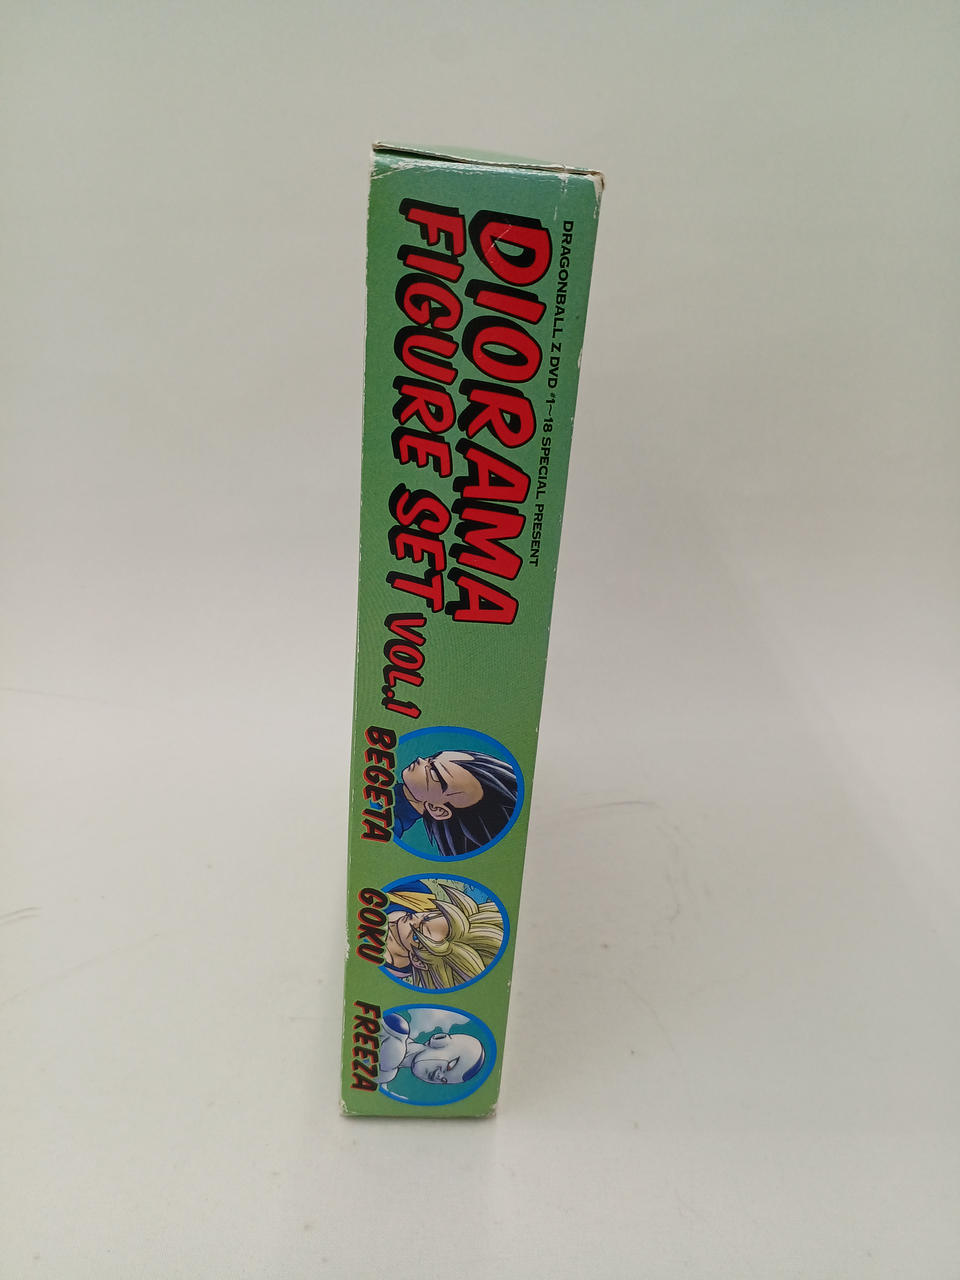 DRAGONBALL Z DVD #1~18 SPECIAL PRESENT
DIORAMA
FIGURE SET VOL.1
BEGETA
GOKU
FREEZA